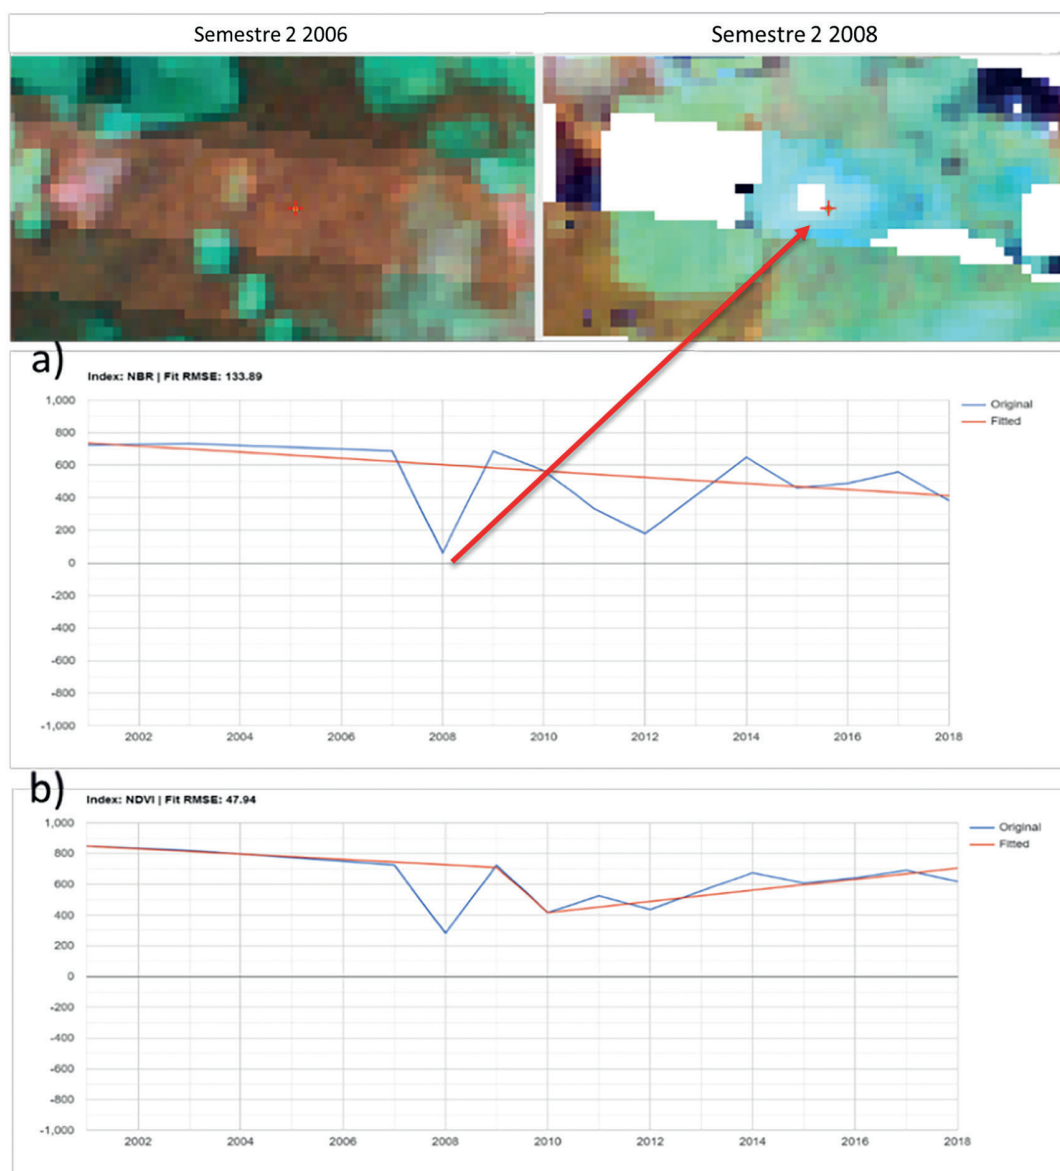 Semestre 2 2006
Semestre 2 2008
a)
Index: NBR | Fit RMSE: 133.89
1,000
800
600
400
200
0
-200
-400
-600
-800
-1,000
2002 2004 2006 2008 2010 2012 2014 2016 2018
Original
Fitted
b)
Index: NDVI | Fit RMSE: 47.94
1,000
800
600
400
200
0
-200
-400
-600
-800
-1,000
2002 2004 2006 2008 2010 2012 2014 2016 2018
Original
Fitted